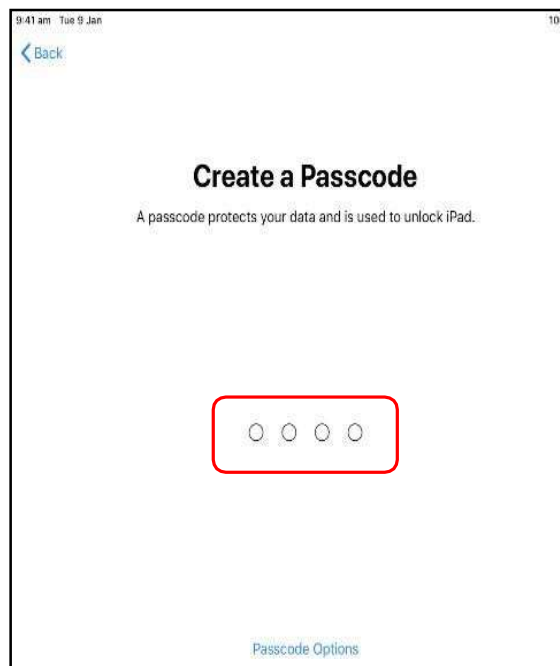 9:41 am Tue 9 Jan
10
Back
Create a Passcode
A passcode protects your data and is used to unlock iPad.
Passcode Options